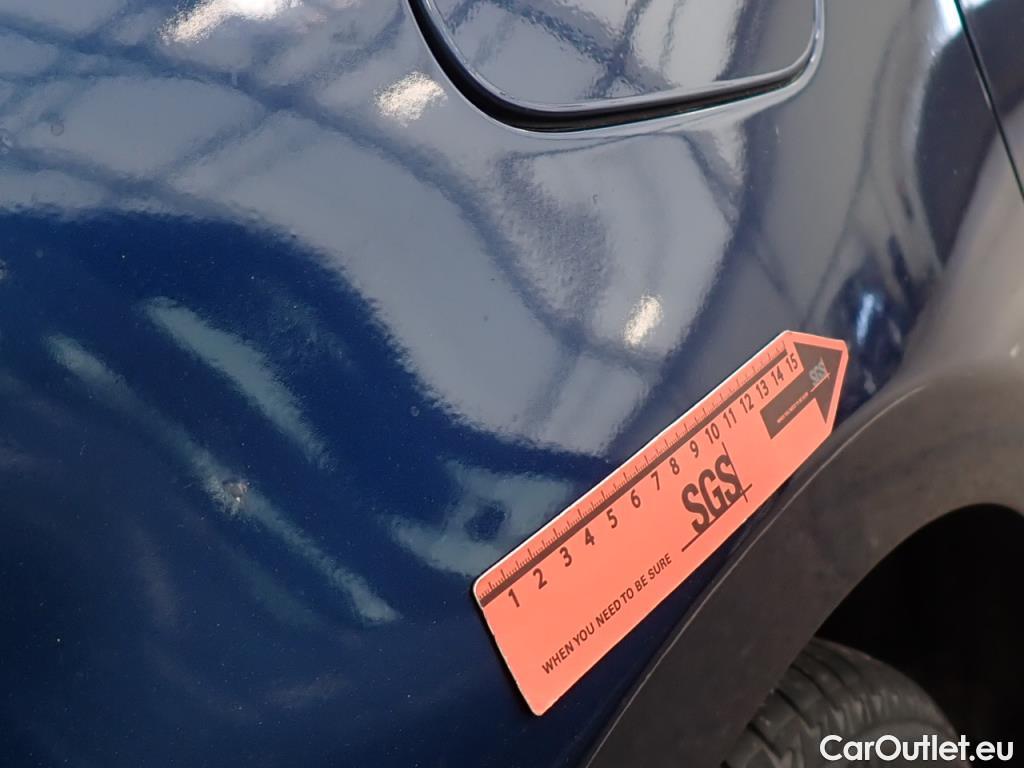 1 2 3 4 5 6 7 8 9 10 11 12 13 14 15
SGS
SGS
WHEN YOU NEED TO BE SURE
CarOutlet.eu